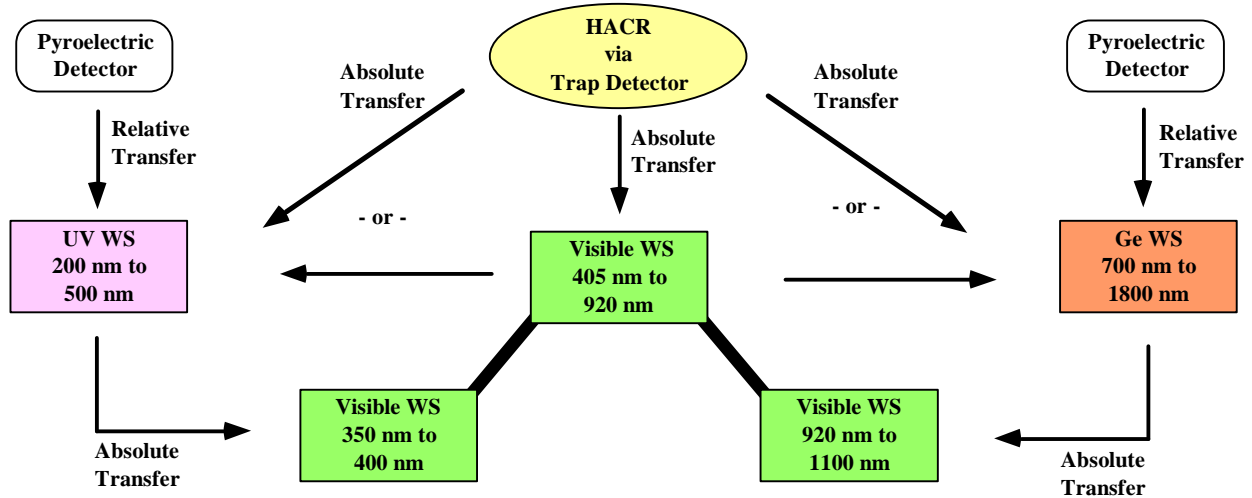 Pyroelectric
Detector
HACR
via
Trap Detector
Pyroelectric
Detector
Absolute
Transfer
Absolute
Transfer
Relative
Transfer
Absolute
Transfer
Relative
Transfer
- or -
- or -
UV WS
200 nm to
500 nm
Visible WS
405 nm to
920 nm
Ge WS
700 nm to
1800 nm
Visible WS
350 nm to
400 nm
Visible WS
920 nm to
1100 nm
Absolute
Transfer
Absolute
Transfer